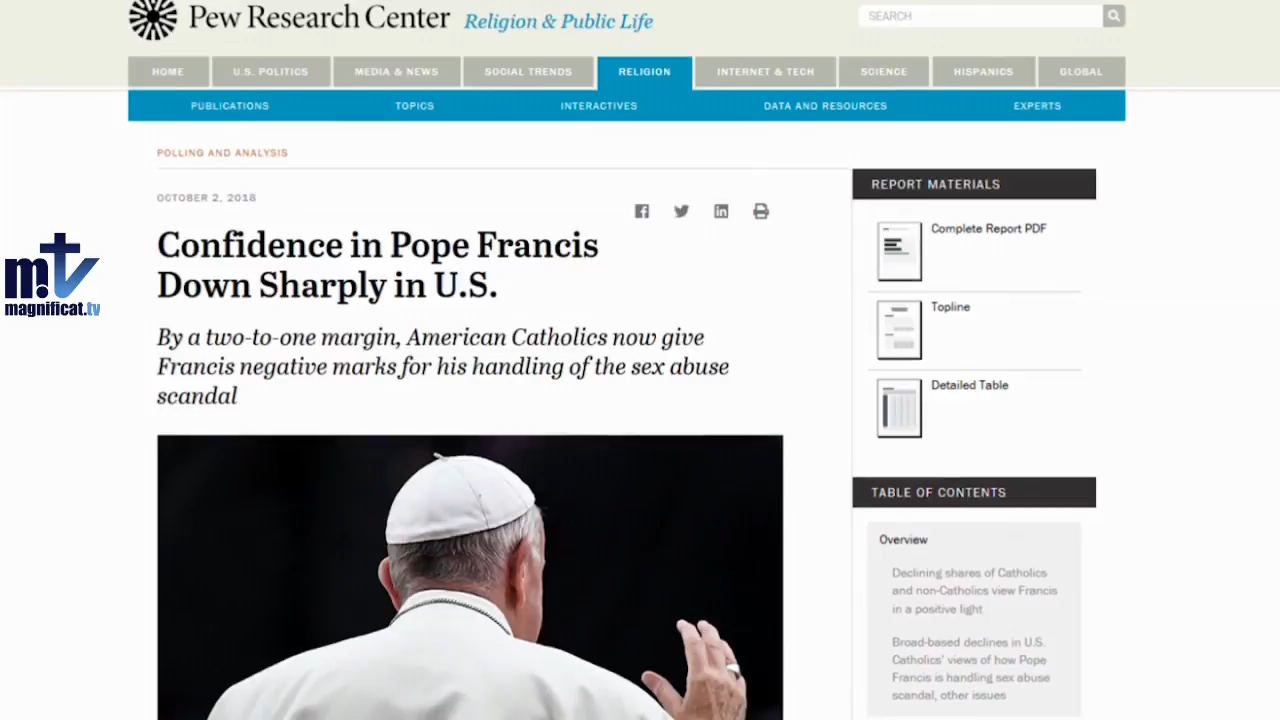 Pew Research Center Religion & Public Life
SEARCH
HOME
U.S. POLITICS
MEDIA & NEWS
SOCIAL TRENDS
RELIGION
INTERNET & TECH
SCIENCE
HISPANICS
GLOBAL
PUBLICATIONS
TOPICS
INTERACTIVES
DATA AND RESOURCES
EXPERTS
POLLING AND ANALYSIS
OCTOBER 2, 2018
Confidence in Pope Francis
Down Sharply in U.S.
By a two-to-one margin, American Catholics now give
Francis negative marks for his handling of the sex abuse
scandal
mtv
magnificat.tv
REPORT MATERIALS
Complete Report PDF
Topline
Detailed Table
TABLE OF CONTENTS
Overview
Declining shares of Catholics
and non-Catholics view Francis
in a positive light
Broad-based declines in U.S.
Catholics' views of how Pope
Francis is handling sex abuse
scandal, other issues